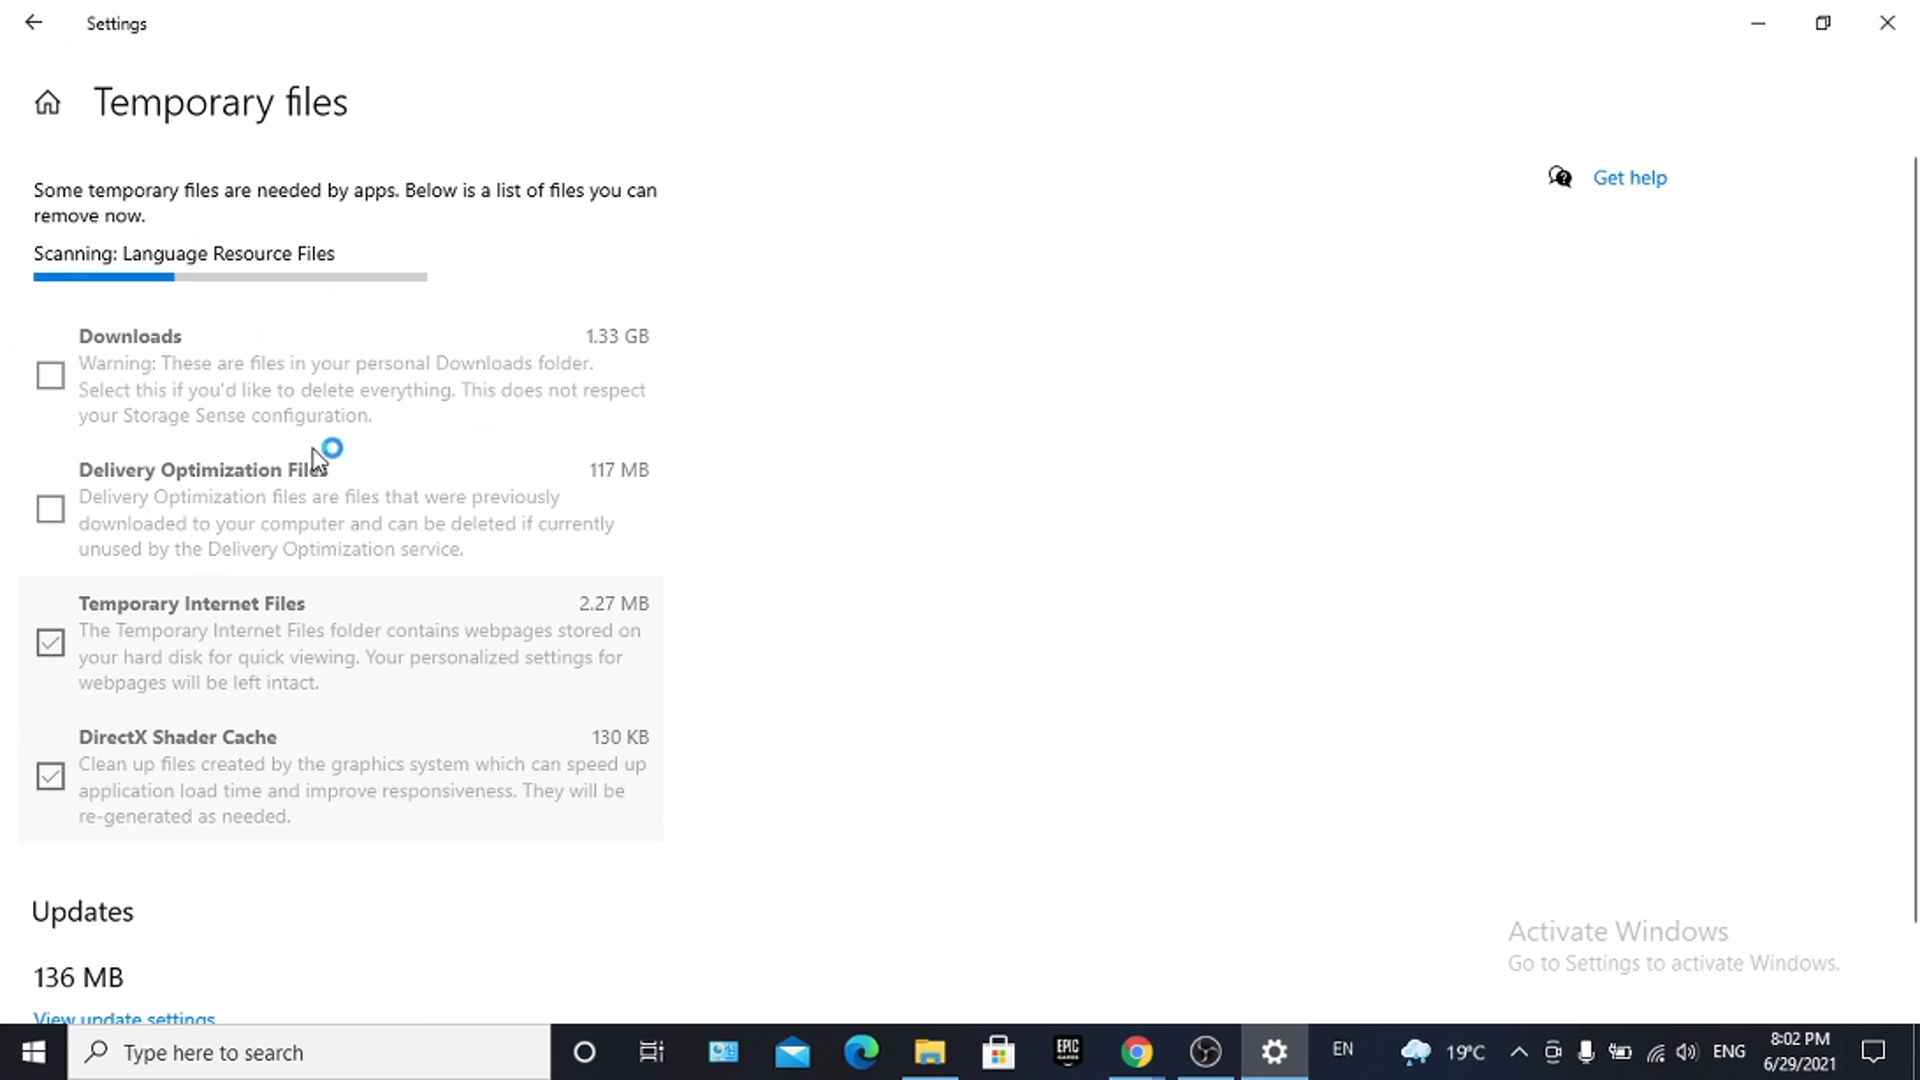 Settings
Temporary files
Some temporary files are needed by apps. Below is a list of files you can
remove now.
Get help
Scanning: Language Resource Files
Downloads 1.33 GB
Warning: These are files in your personal Downloads folder.
Select this if you'd like to delete everything. This does not respect
your Storage Sense configuration.
Delivery Optimization Files 117 MB
Delivery Optimization files are files that were previously
downloaded to your computer and can be deleted if currently
unused by the Delivery Optimization service.
Temporary Internet Files 2.27 MB
The Temporary Internet Files folder contains webpages stored on
your hard disk for quick viewing. Your personalized settings for
webpages will be left intact.
DirectX Shader Cache 130 KB
Clean up files created by the graphics system which can speed up
application load time and improve responsiveness. They will be
re-generated as needed.
Updates
136 MB
View update settings
Activate Windows
Go to Settings to activate Windows.
Type here to search
EPIC
GAMES
EN
19°C
ENG
8:02 PM
6/29/2021